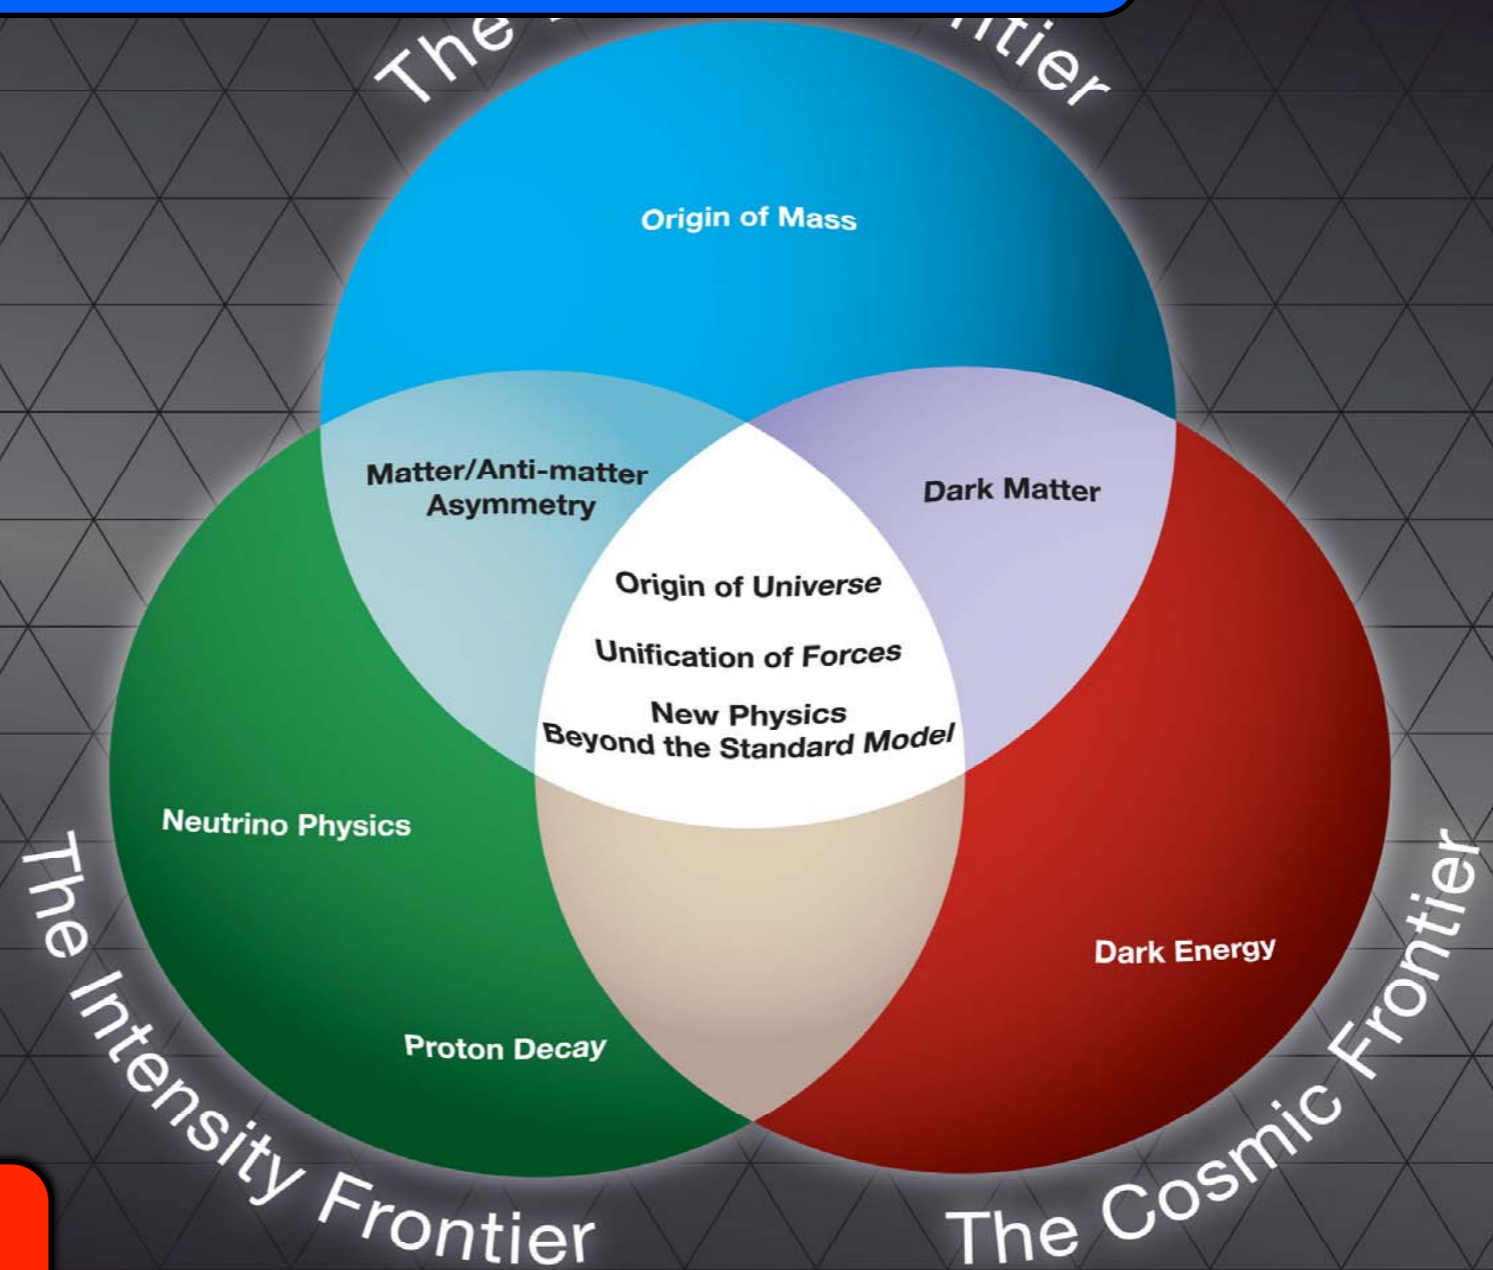 The
ntier
Origin of Mass
Matter/Anti-matter
Asymmetry
Dark Matter
Origin of Universe
Unification of Forces
New Physics
Beyond the Standard Model
Neutrino Physics
Dark Energy
Proton Decay
The Intensity Frontier
The Cosmic Frontier